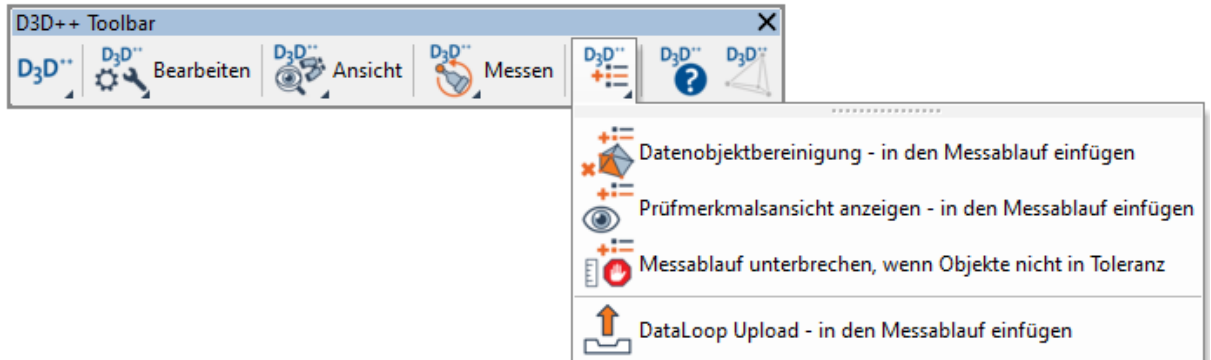 D3D++ Toolbar
D₃D⁺⁺ D₃D⁺⁺ Bearbeiten D₃D⁺⁺ Ansicht D₃D⁺⁺ Messen D₃D⁺⁺ D₃D⁺⁺ ? D₃D⁺⁺
Datenobjektbereinigung - in den Messablauf einfügen
Prüfmerkmalsansicht anzeigen - in den Messablauf einfügen
Messablauf unterbrechen, wenn Objekte nicht in Toleranz
DataLoop Upload - in den Messablauf einfügen